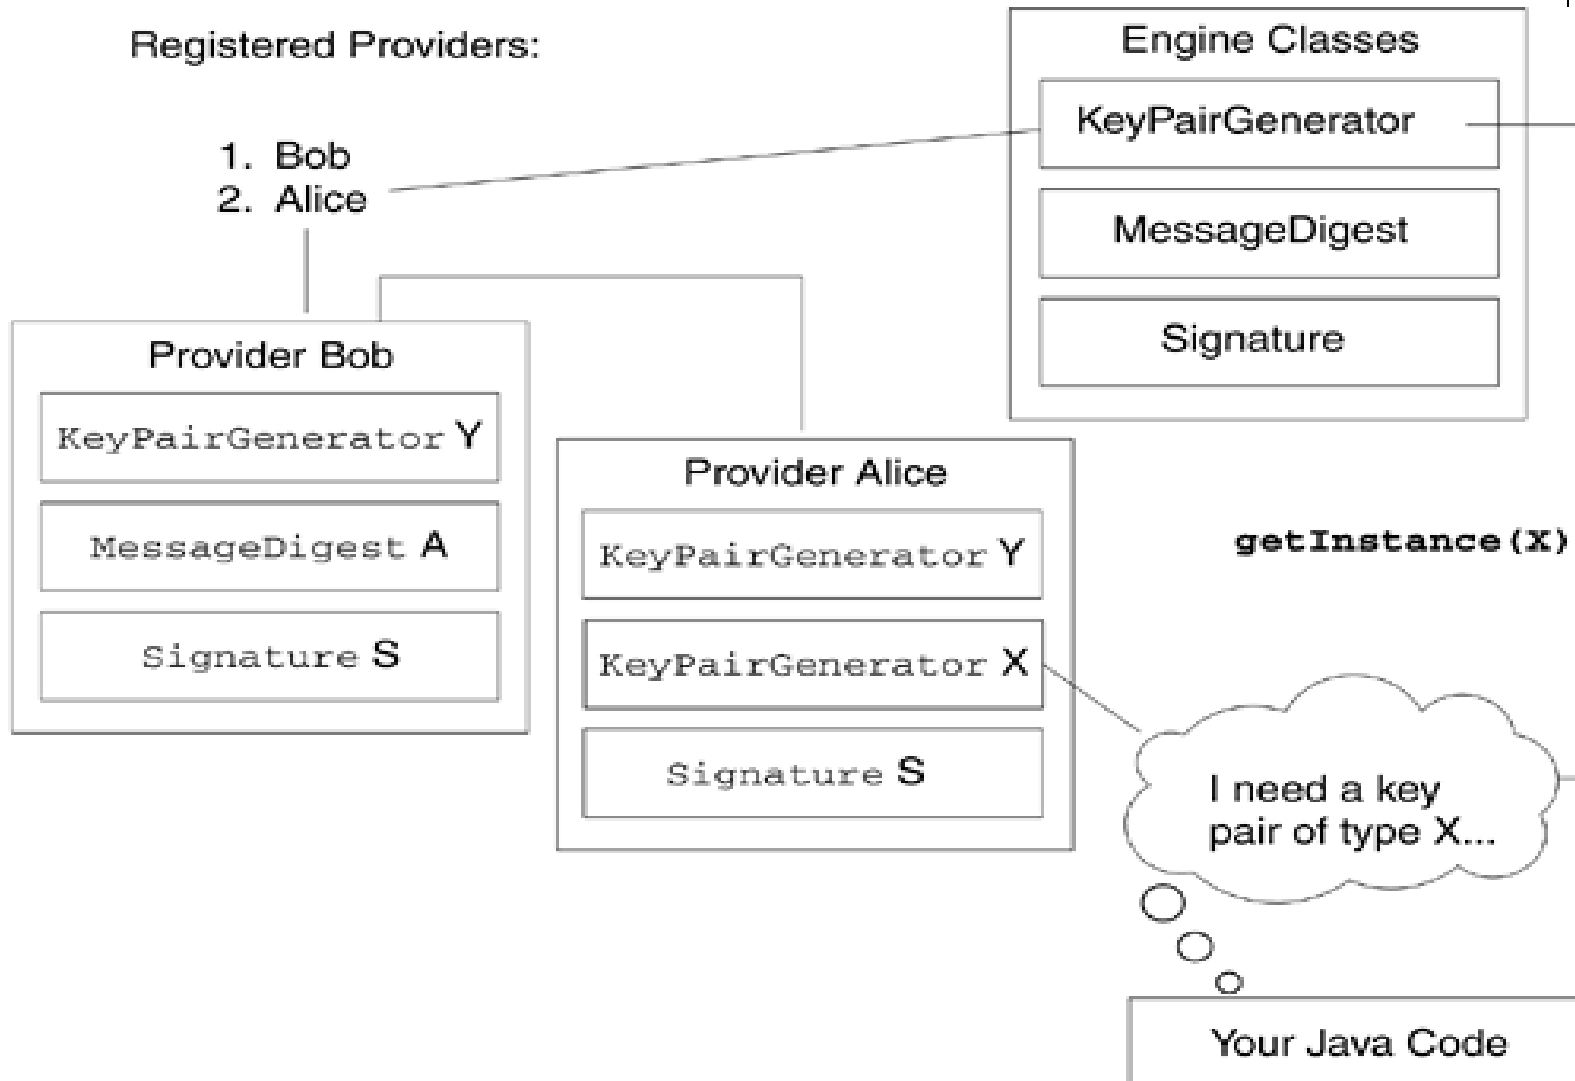 Registered Providers:
1. Bob
2. Alice
Engine Classes
KeyPairGenerator
MessageDigest
Signature
Provider Bob
KeyPairGenerator Y
MessageDigest A
Signature S
Provider Alice
KeyPairGenerator Y
KeyPairGenerator X
Signature S
getInstance(X)
I need a key
pair of type X...
Your Java Code